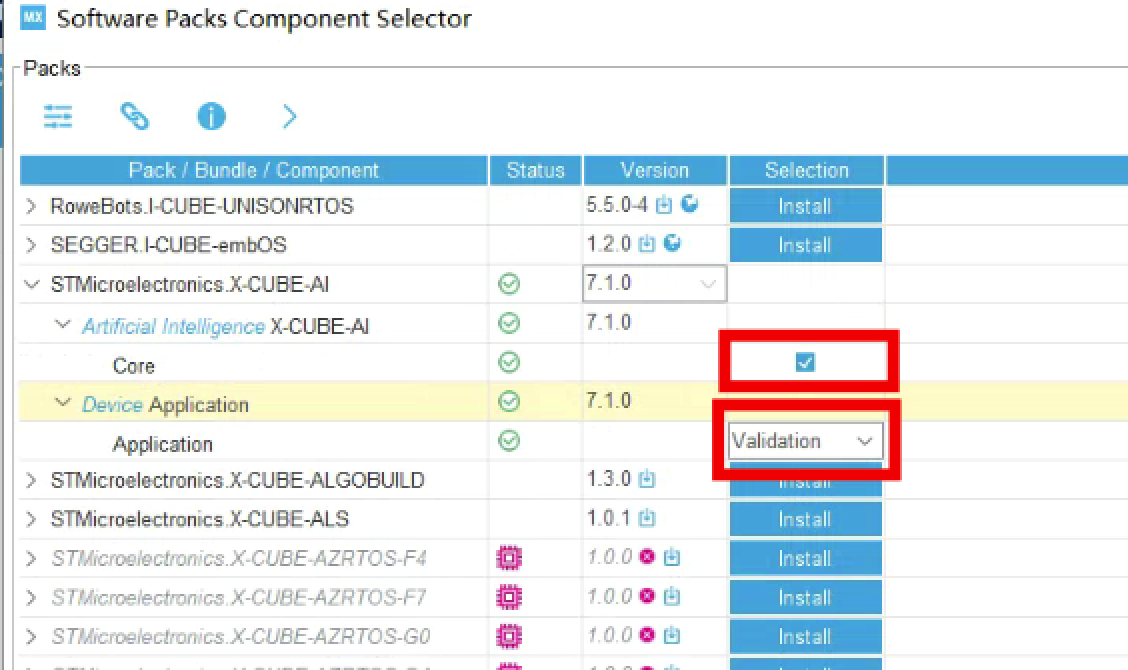 MX Software Packs Component Selector
Packs
Pack / Bundle / Component Status Version Selection
RoweBots.I-CUBE-UNISONRTOS 5.5.0-4 Install
SEGGER.I-CUBE-embOS 1.2.0 Install
STMicroelectronics.X-CUBE-AI 7.1.0
Artificial Intelligence X-CUBE-AI 7.1.0
Core
Device Application 7.1.0
Application Validation
STMicroelectronics.X-CUBE-ALGOBUILD 1.3.0 Install
STMicroelectronics.X-CUBE-ALS 1.0.1 Install
STMicroelectronics.X-CUBE-AZRTOS-F4 1.0.0 Install
STMicroelectronics.X-CUBE-AZRTOS-F7 1.0.0 Install
STMicroelectronics.X-CUBE-AZRTOS-G0 1.0.0 Install